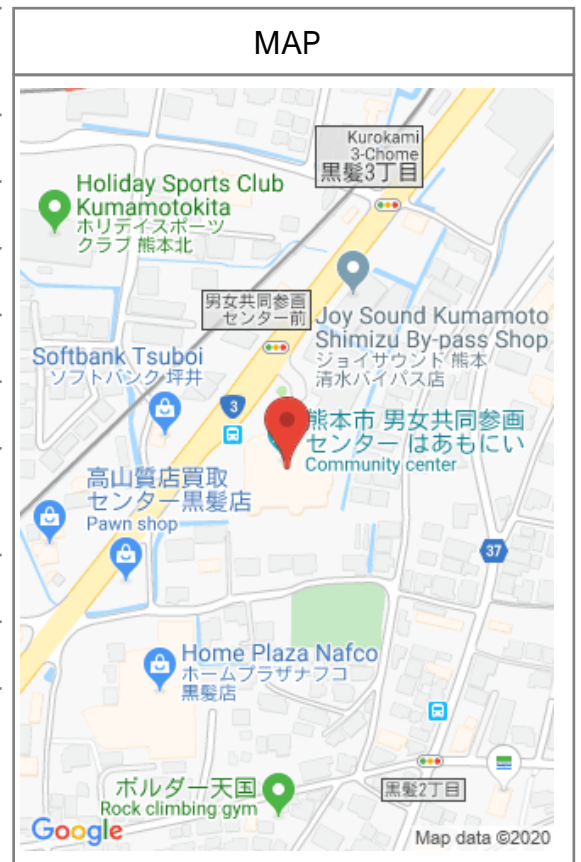 MAP
Kurokami
3-Chome
黒髪3丁目
Holiday Sports Club
Kumamotokita
ホリデイスポーツ
クラブ 熊本北
男女共同参画
センター前
Joy Sound Kumamoto
Shimizu By-pass Shop
ジョイサウンド 熊本
清水バイパス店
Softbank Tsuboi
ソフトバンク 坪井
3
熊本市 男女共同参画
センター はあもにい
Community center
高山質店買取
センター黒髪店
Pawn shop
37
Home Plaza Nafco
ホームプラザナフコ
黒髪店
ボルダー天国
Rock climbing gym
黒髪2丁目
Google
Map data ©2020